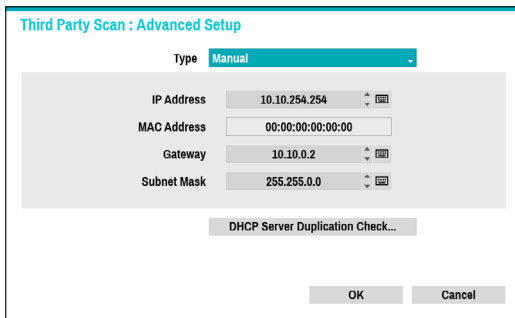 Third Party Scan : Advanced Setup
Type Manual
IP Address 10.10.254.254
MAC Address 00:00:00:00:00:00
Gateway 10.10.0.2
Subnet Mask 255.255.0.0
DHCP Server Duplication Check...
OK Cancel